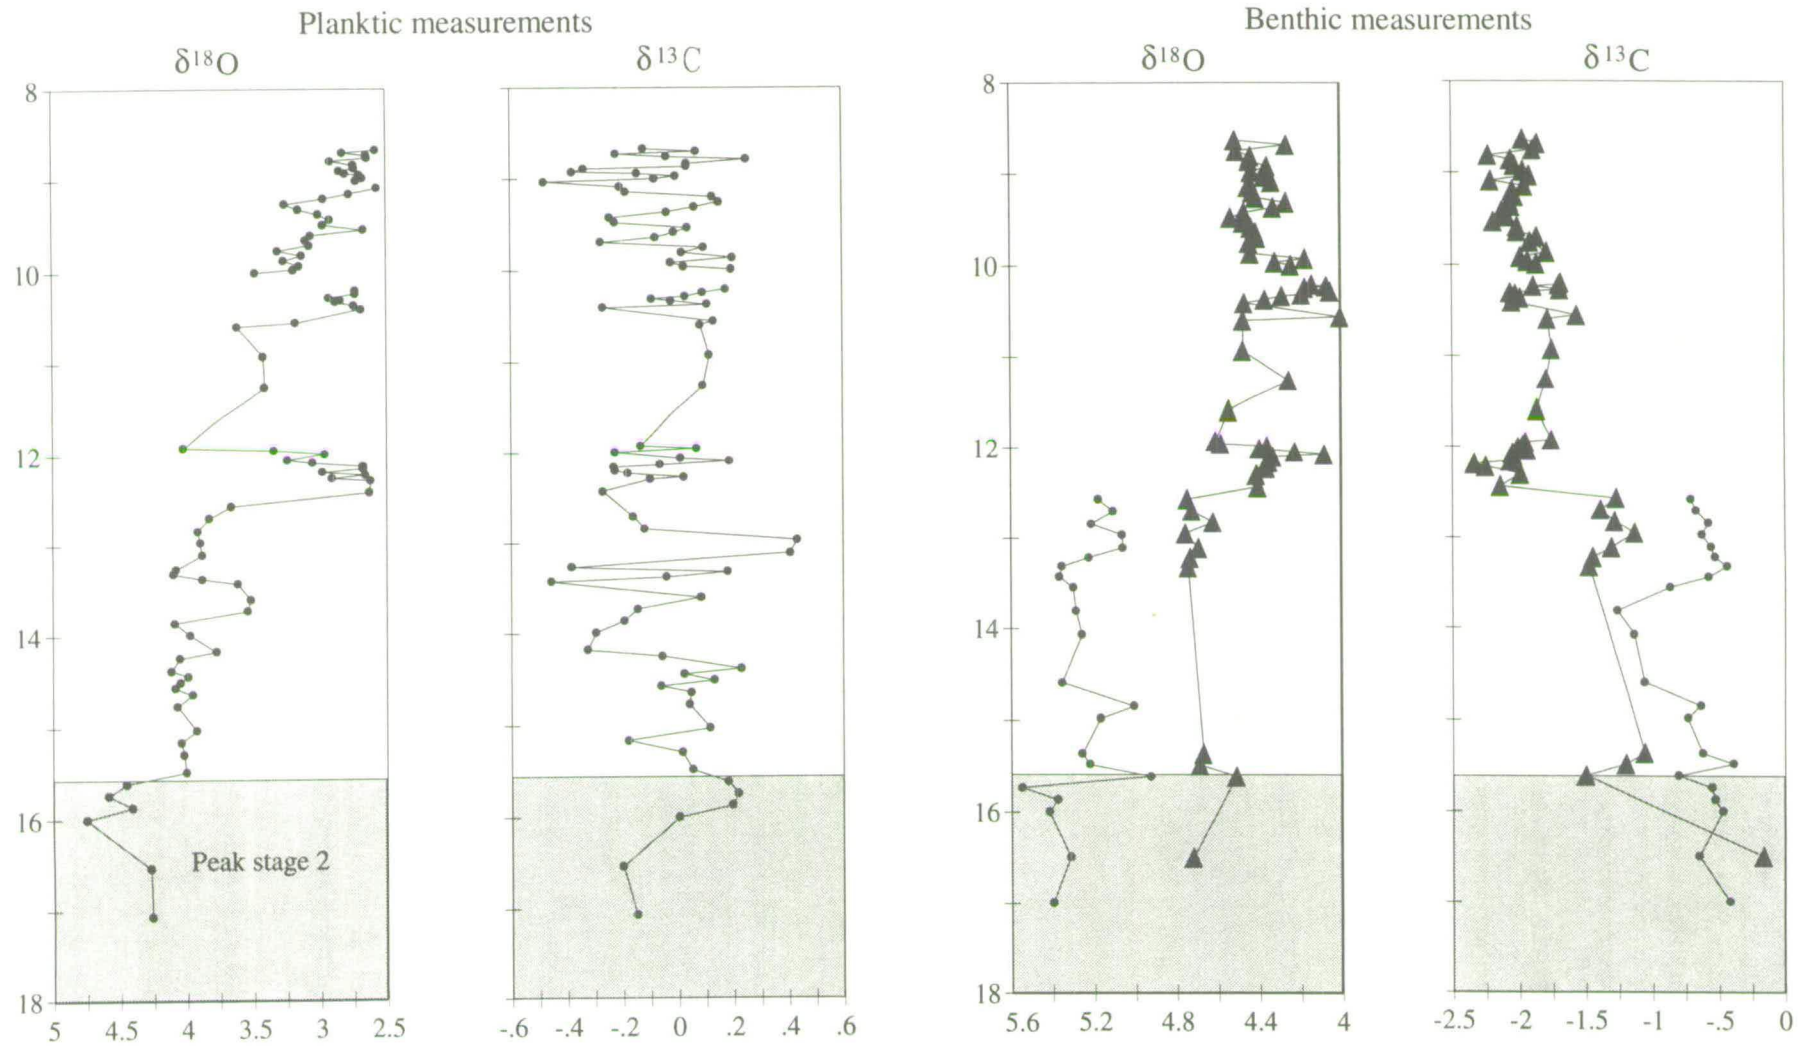 Planktic measurements
Benthic measurements
δ18O
δ13C
δ18O
δ13C
8
10
12
14
16
18
8
10
12
14
16
18
Peak stage 2
5 4.5 4 3.5 3 2.5
-.6 -.4 -.2 0 .2 .4 .6
5.6 5.2 4.8 4.4 4
-2.5 -2 -1.5 -1 -.5 0